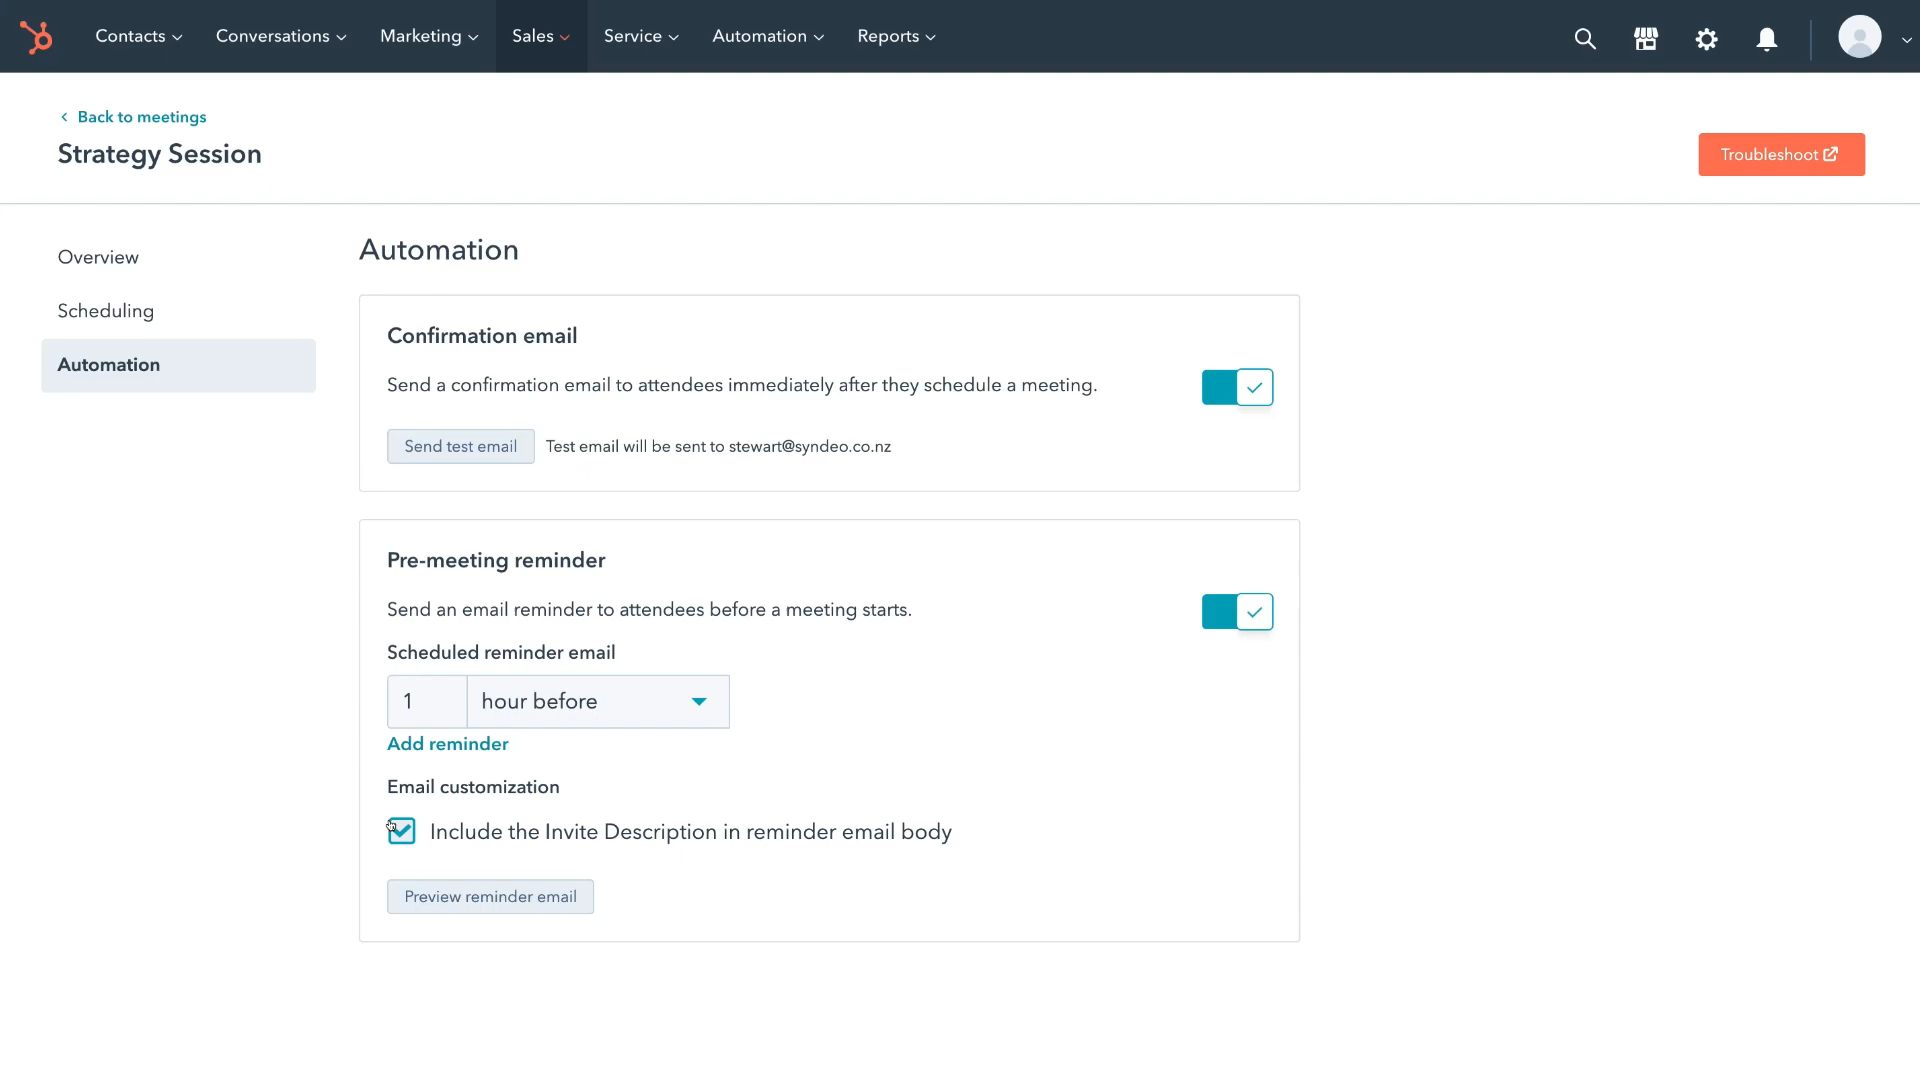 Contacts
Conversations
Marketing
Sales
Service
Automation
Reports
Back to meetings
Strategy Session
Troubleshoot
Overview
Scheduling
Automation
Automation
Confirmation email
Send a confirmation email to attendees immediately after they schedule a meeting.
Send test email
Test email will be sent to stewart@syndeo.co.nz
Pre-meeting reminder
Send an email reminder to attendees before a meeting starts.
Scheduled reminder email
1
hour before
Add reminder
Email customization
Include the Invite Description in reminder email body
Preview reminder email